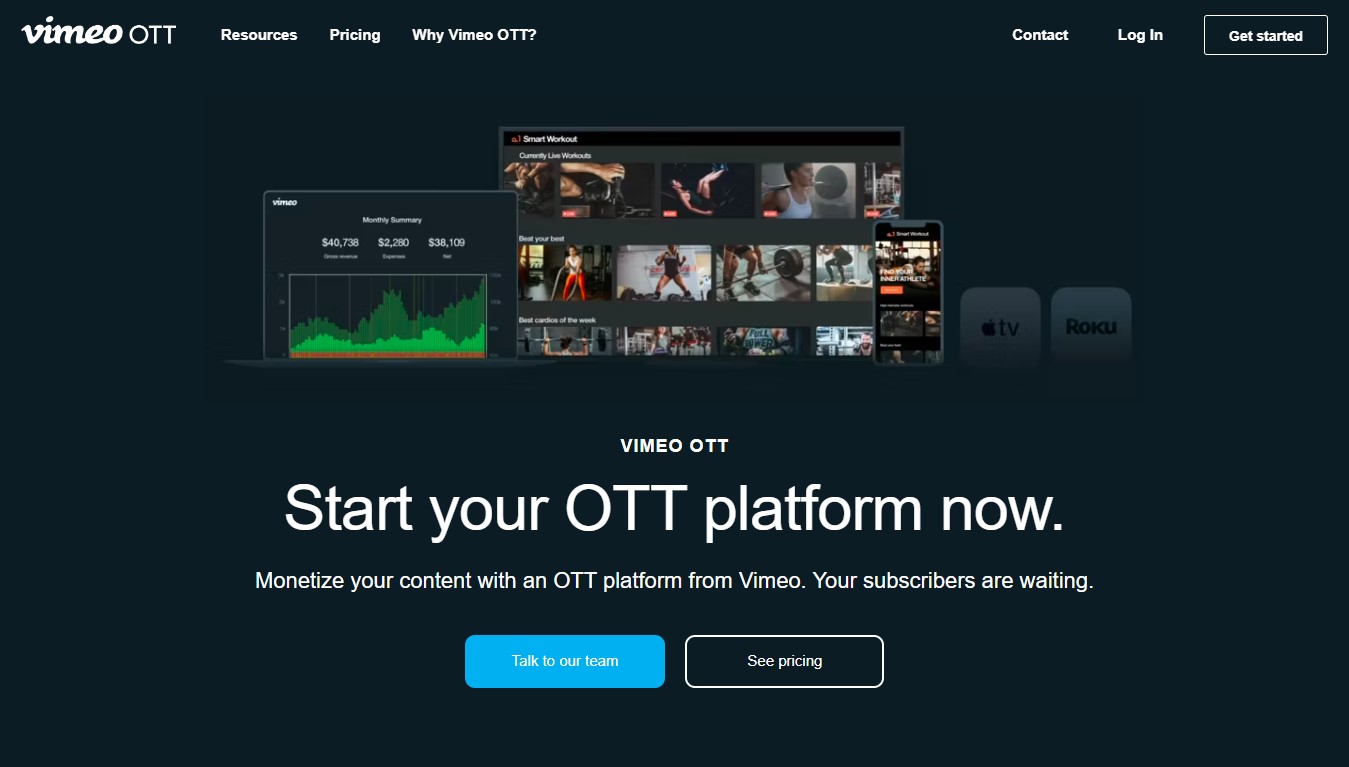 vimeo OTT
Resources
Pricing
Why Vimeo OTT?
Contact
Log In
Get started
Smart Workout
Currently Live Workouts
vimeo
Monthly Summary
$40,738 $2,280 $38,109
Gross revenue Expenses Net
Beat your best
Best cardios of the week
Smart Workout
FIND YOUR
INNER ATHLETE
tv
Roku
VIMEO OTT
Start your OTT platform now.
Monetize your content with an OTT platform from Vimeo. Your subscribers are waiting.
Talk to our team
See pricing